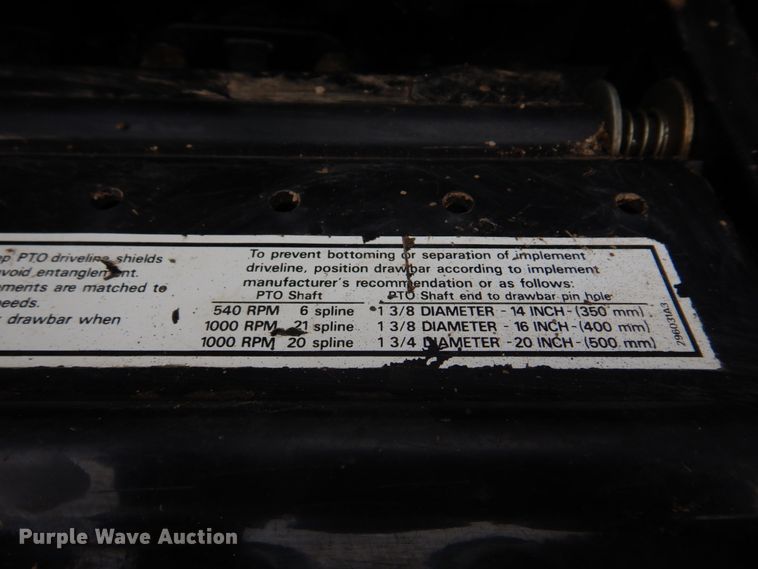 PTO driveline shields
avoid entanglement.
are matched to
drawbar when
To prevent bottoming or separation of implement
driveline, position drawbar according to implement
manufacturer's recommendation or as follows:
PTO Shaft PTO Shaft end to drawbar pin hole
540 RPM 6 spline 1 3/8 DIAMETER - 14 INCH - (350 mm)
1000 RPM 21 spline 1 3/8 DIAMETER - 16 INCH - (400 mm)
1000 RPM 20 spline 1 3/4 DIAMETER - 20 INCH - (500 mm)
296031A3
Purple Wave Auction